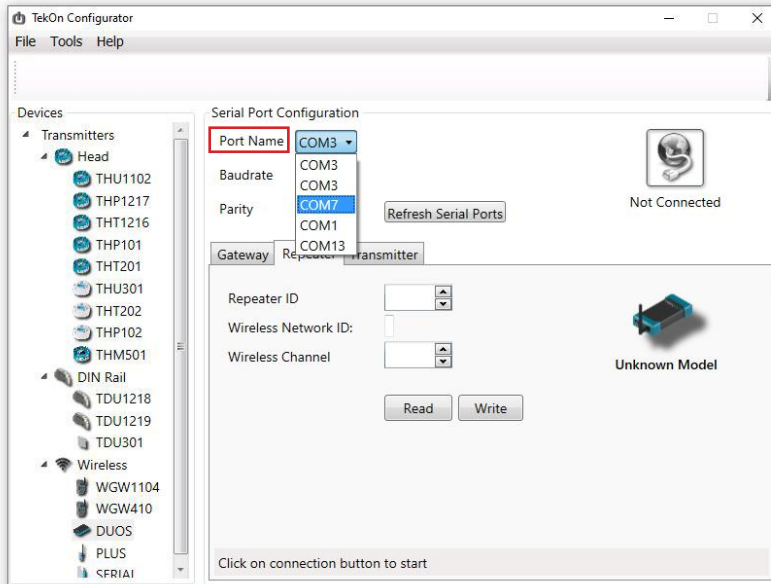 TekOn Configurator
File Tools Help
Devices
Transmitters
Head
THU1102
THP1217
THT1216
THP101
THT201
THU301
THT202
THP102
THM501
DIN Rail
TDU1218
TDU1219
TDU301
Wireless
WGW1104
WGW410
DUOS
PLUS
SERIAL
Serial Port Configuration
Port Name COM3
COM3
COM3
COM7
COM1
COM13
Baudrate
Parity
Refresh Serial Ports
Not Connected
Gateway Repeater Transmitter
Repeater ID
Wireless Network ID:
Wireless Channel
Unknown Model
Read Write
Click on connection button to start